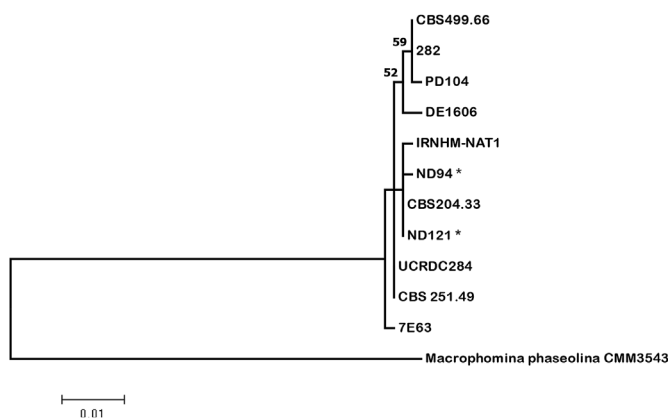 CBS499.66
59
282
52
PD104
DE1606
IRNHM-NAT1
ND94 *
CBS204.33
ND121 *
UCRDC284
CBS 251.49
7E63
Macrophomina phaseolina CMM3543
0.01